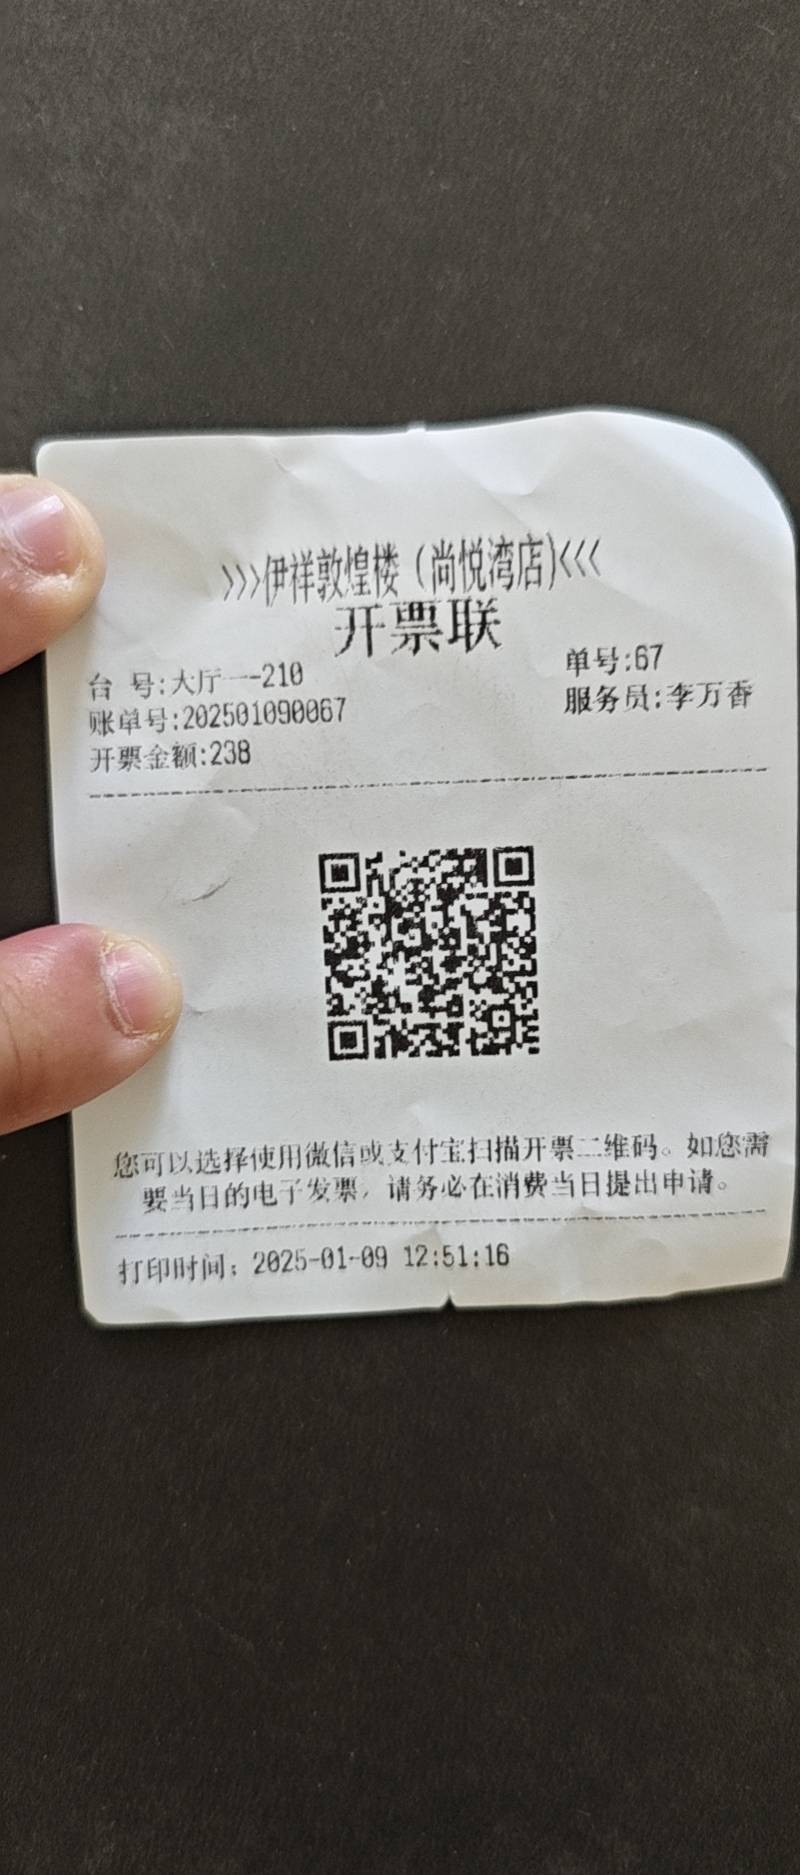 >>>伊祥敦煌楼（尚悦湾店)<<<
开票联
台 号:大厅一-210 单号:67
账单号:202501090067 服务员:李万香
开票金额:238
您可以选择使用微信或支付宝扫描开票二维码。如您需
要当日的电子发票，请务必在消费当日提出申请。
打印时间：2025-01-09 12:51:16